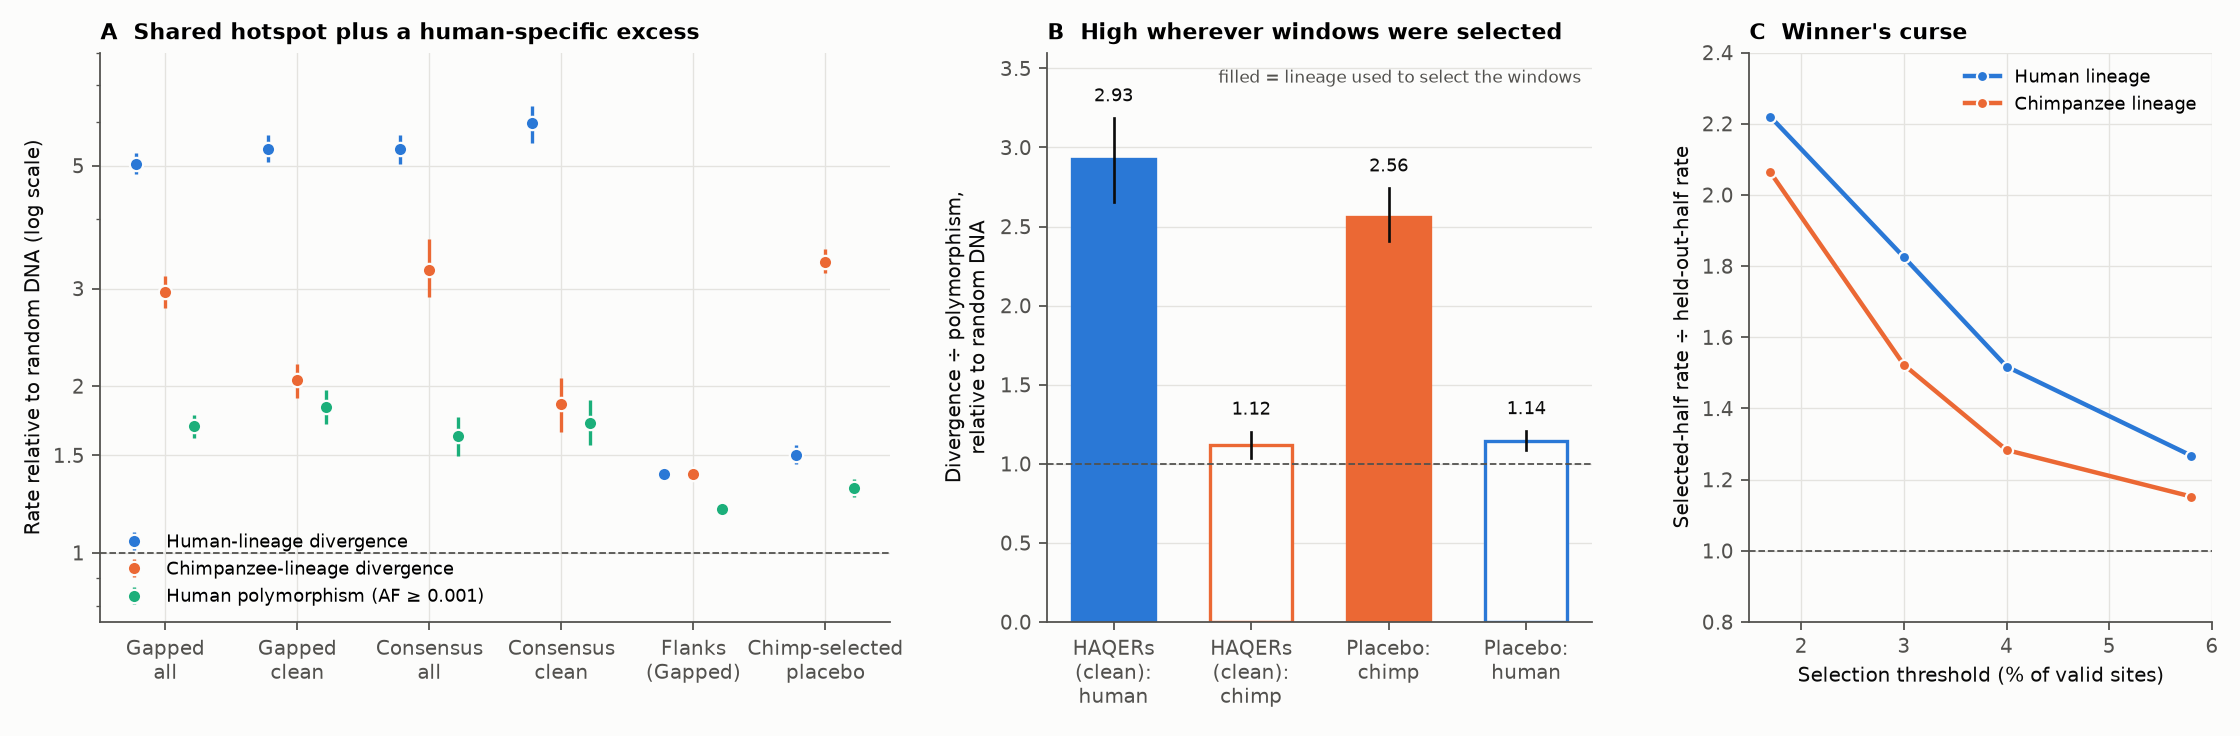 A Shared hotspot plus a human-specific excess
Rate relative to random DNA (log scale)
5
3
2
1.5
1
Human-lineage divergence
Chimpanzee-lineage divergence
Human polymorphism (AF ≥ 0.001)
Gapped
all
Gapped
clean
Consensus
all
Consensus
clean
Flanks
(Gapped)
Chimp-selected
placebo
B High wherever windows were selected
filled = lineage used to select the windows
Divergence ÷ polymorphism,
relative to random DNA
3.5
3.0
2.5
2.0
1.5
1.0
0.5
0.0
2.93
1.12
2.56
1.14
HAQERs
(clean):
human
HAQERs
(clean):
chimp
Placebo:
chimp
Placebo:
human
C Winner's curse
Selected-half rate ÷ held-out-half rate
2.4
2.2
2.0
1.8
1.6
1.4
1.2
1.0
0.8
Human lineage
Chimpanzee lineage
2
3
4
5
6
Selection threshold (% of valid sites)